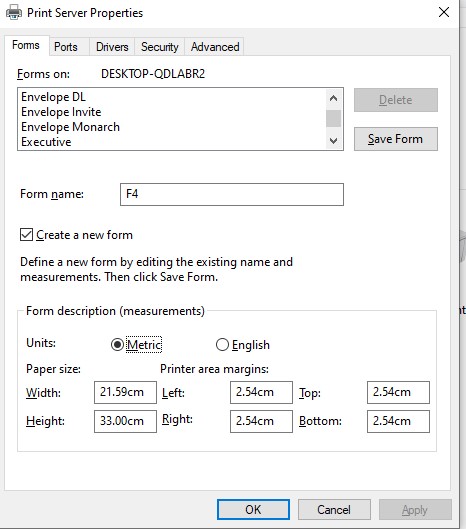 Print Server Properties
Forms Ports Drivers Security Advanced
Forms on: DESKTOP-QDLABR2
Envelope DL
Envelope Invite
Envelope Monarch
Executive
Delete
Save Form
Form name: F4
Create a new form
Define a new form by editing the existing name and
measurements. Then click Save Form.
Form description (measurements)
Units: Metric English
Paper size: Printer area margins:
Width: 21.59cm Left: 2.54cm Top: 2.54cm
Height: 33.00cm Right: 2.54cm Bottom: 2.54cm
OK Cancel Apply